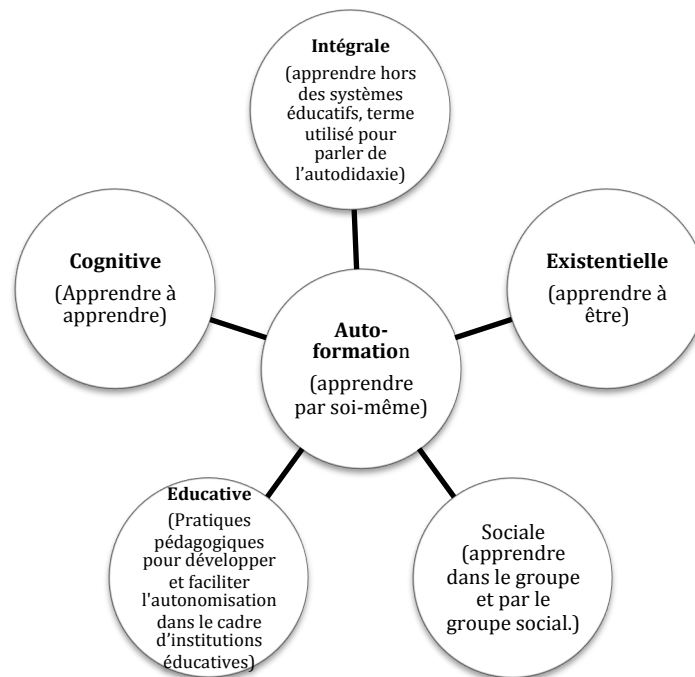 Intégrale
(apprendre hors
des systèmes
éducatifs, terme
utilisé pour
parler de
l'autodidaxie)
Cognitive
(Apprendre à
apprendre)
Existentielle
(apprendre à
être)
Auto-
formation
(apprendre
par soi-même)
Educative
(Pratiques
pédagogiques
pour développer
et faciliter
l'autonomisation
dans le cadre
d'institutions
éducatives)
Sociale
(apprendre
dans le groupe
et par le
groupe social.)